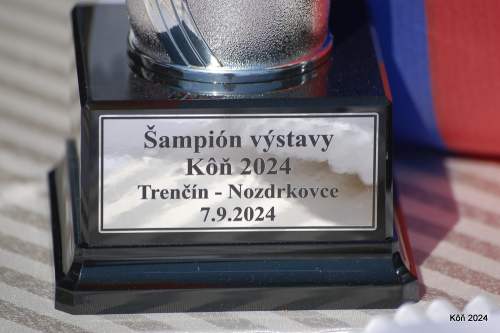 Šampión výstavy
Kôň 2024
Trenčín - Nozdrkovce
7.9.2024
Kôň 2024